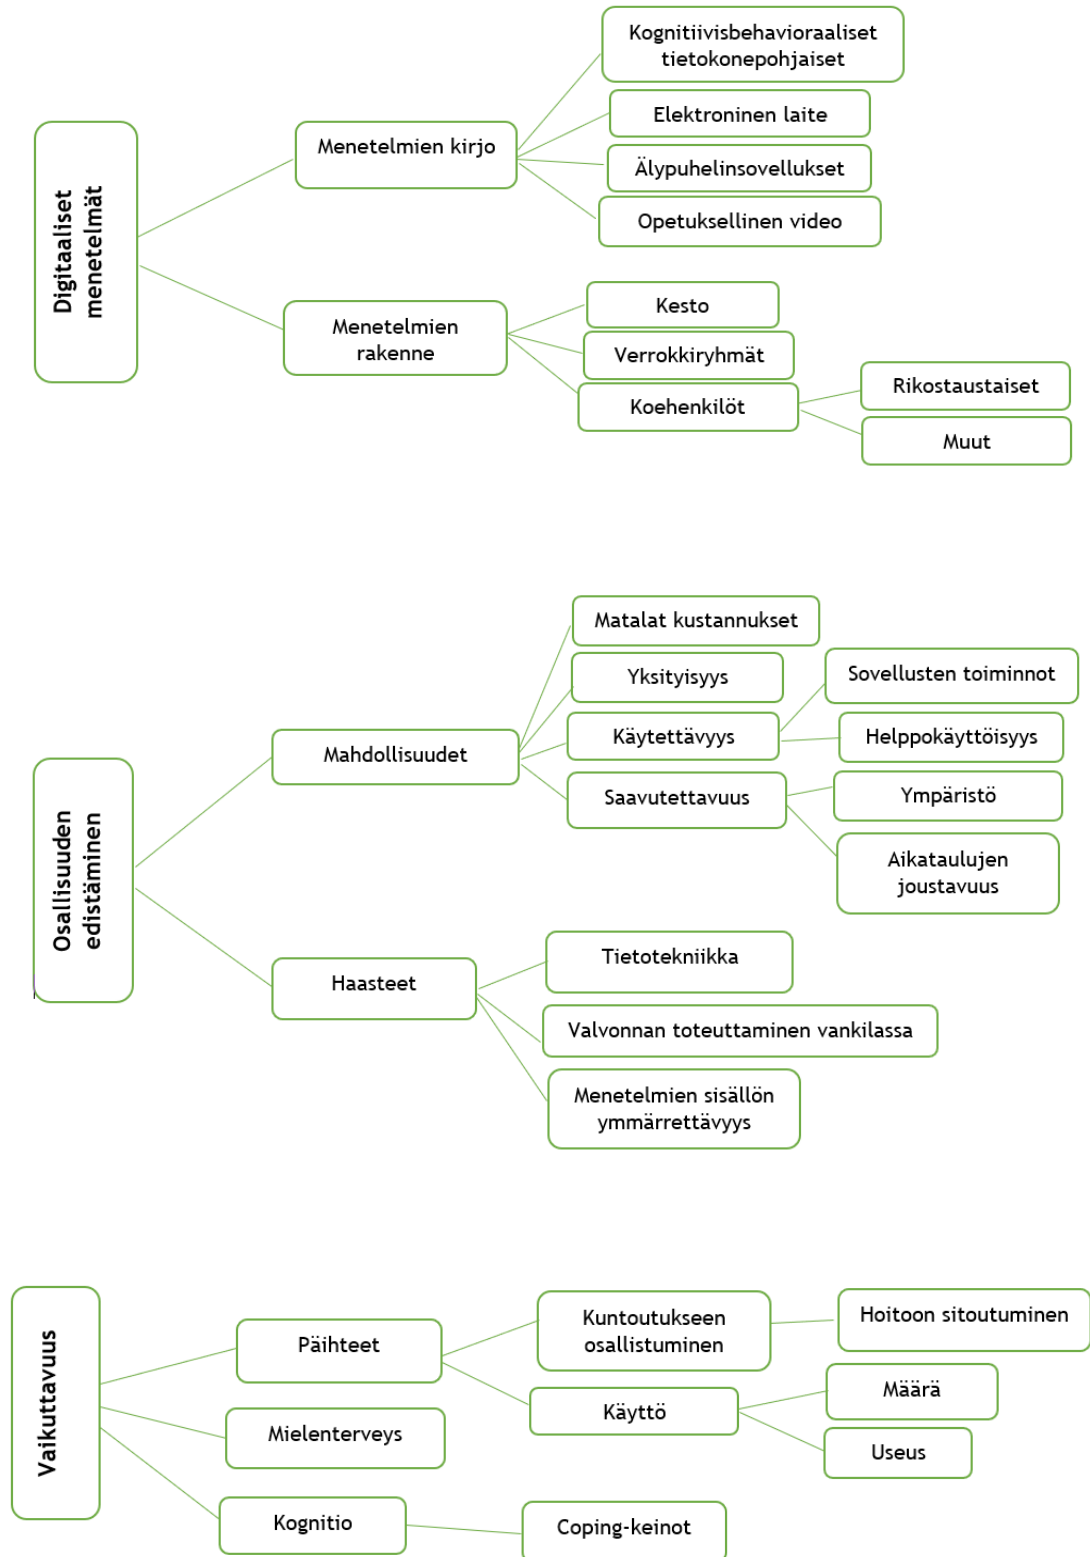 Digitaaliset
menetelmät
Menetelmien kirjo
Kognitiivisbehavioraaliset
tietokonepohjaiset
Elektroninen laite
Älypuhelinsovellukset
Opetuksellinen video
Menetelmien
rakenne
Kesto
Verrokkiryhmät
Koehenkilöt
Rikostaustaiset
Muut
Osallisuuden
edistäminen
Mahdollisuudet
Matalat kustannukset
Yksityisyys
Käytettävyys
Sovellusten toiminnot
Helppokäyttöisyys
Saavutettavuus
Ympäristö
Aikataulujen
joustavuus
Haasteet
Tietotekniikka
Valvonnan toteuttaminen vankilassa
Menetelmien sisällön
ymmärrettävyys
Vaikuttavuus
Päihteet
Kuntoutukseen
osallistuminen
Hoitoon sitoutuminen
Käyttö
Määrä
Useus
Mielenterveys
Kognitio
Coping-keinot